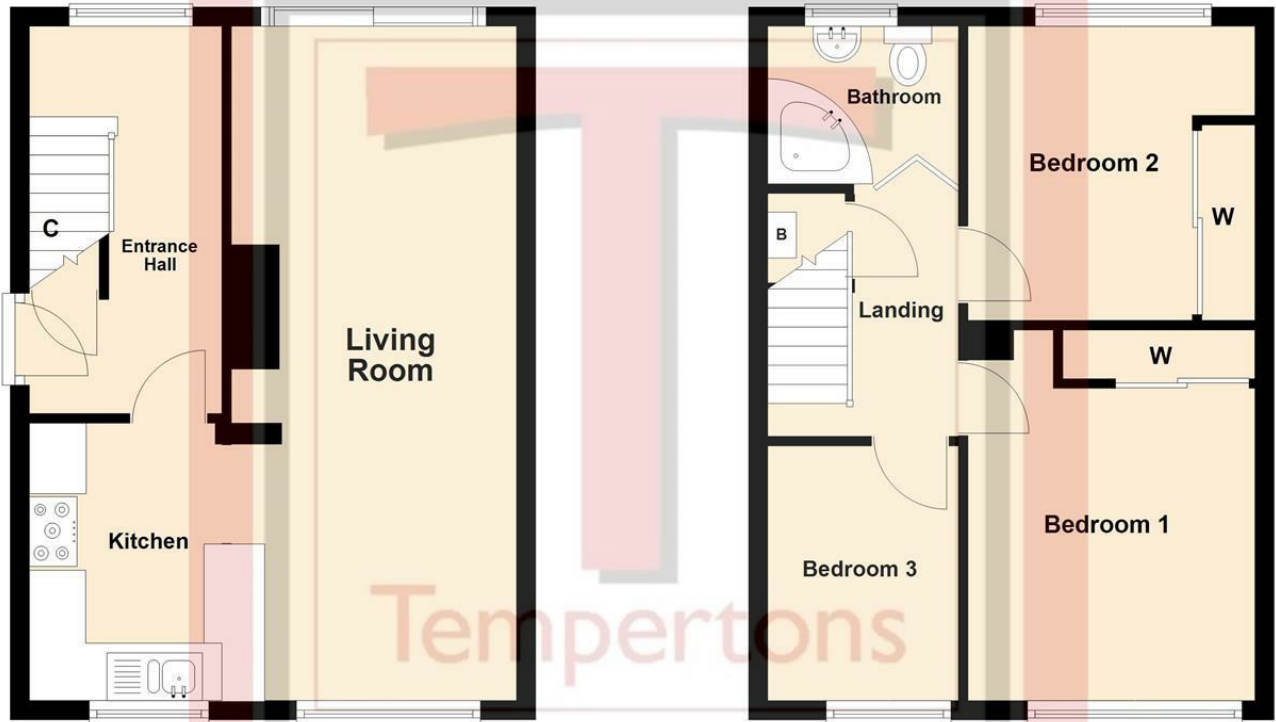 C
Entrance
Hall
Living
Room
Kitchen
Bathroom
B
Landing
Bedroom 2
W
W
Bedroom 1
Bedroom 3
T
Tempertons